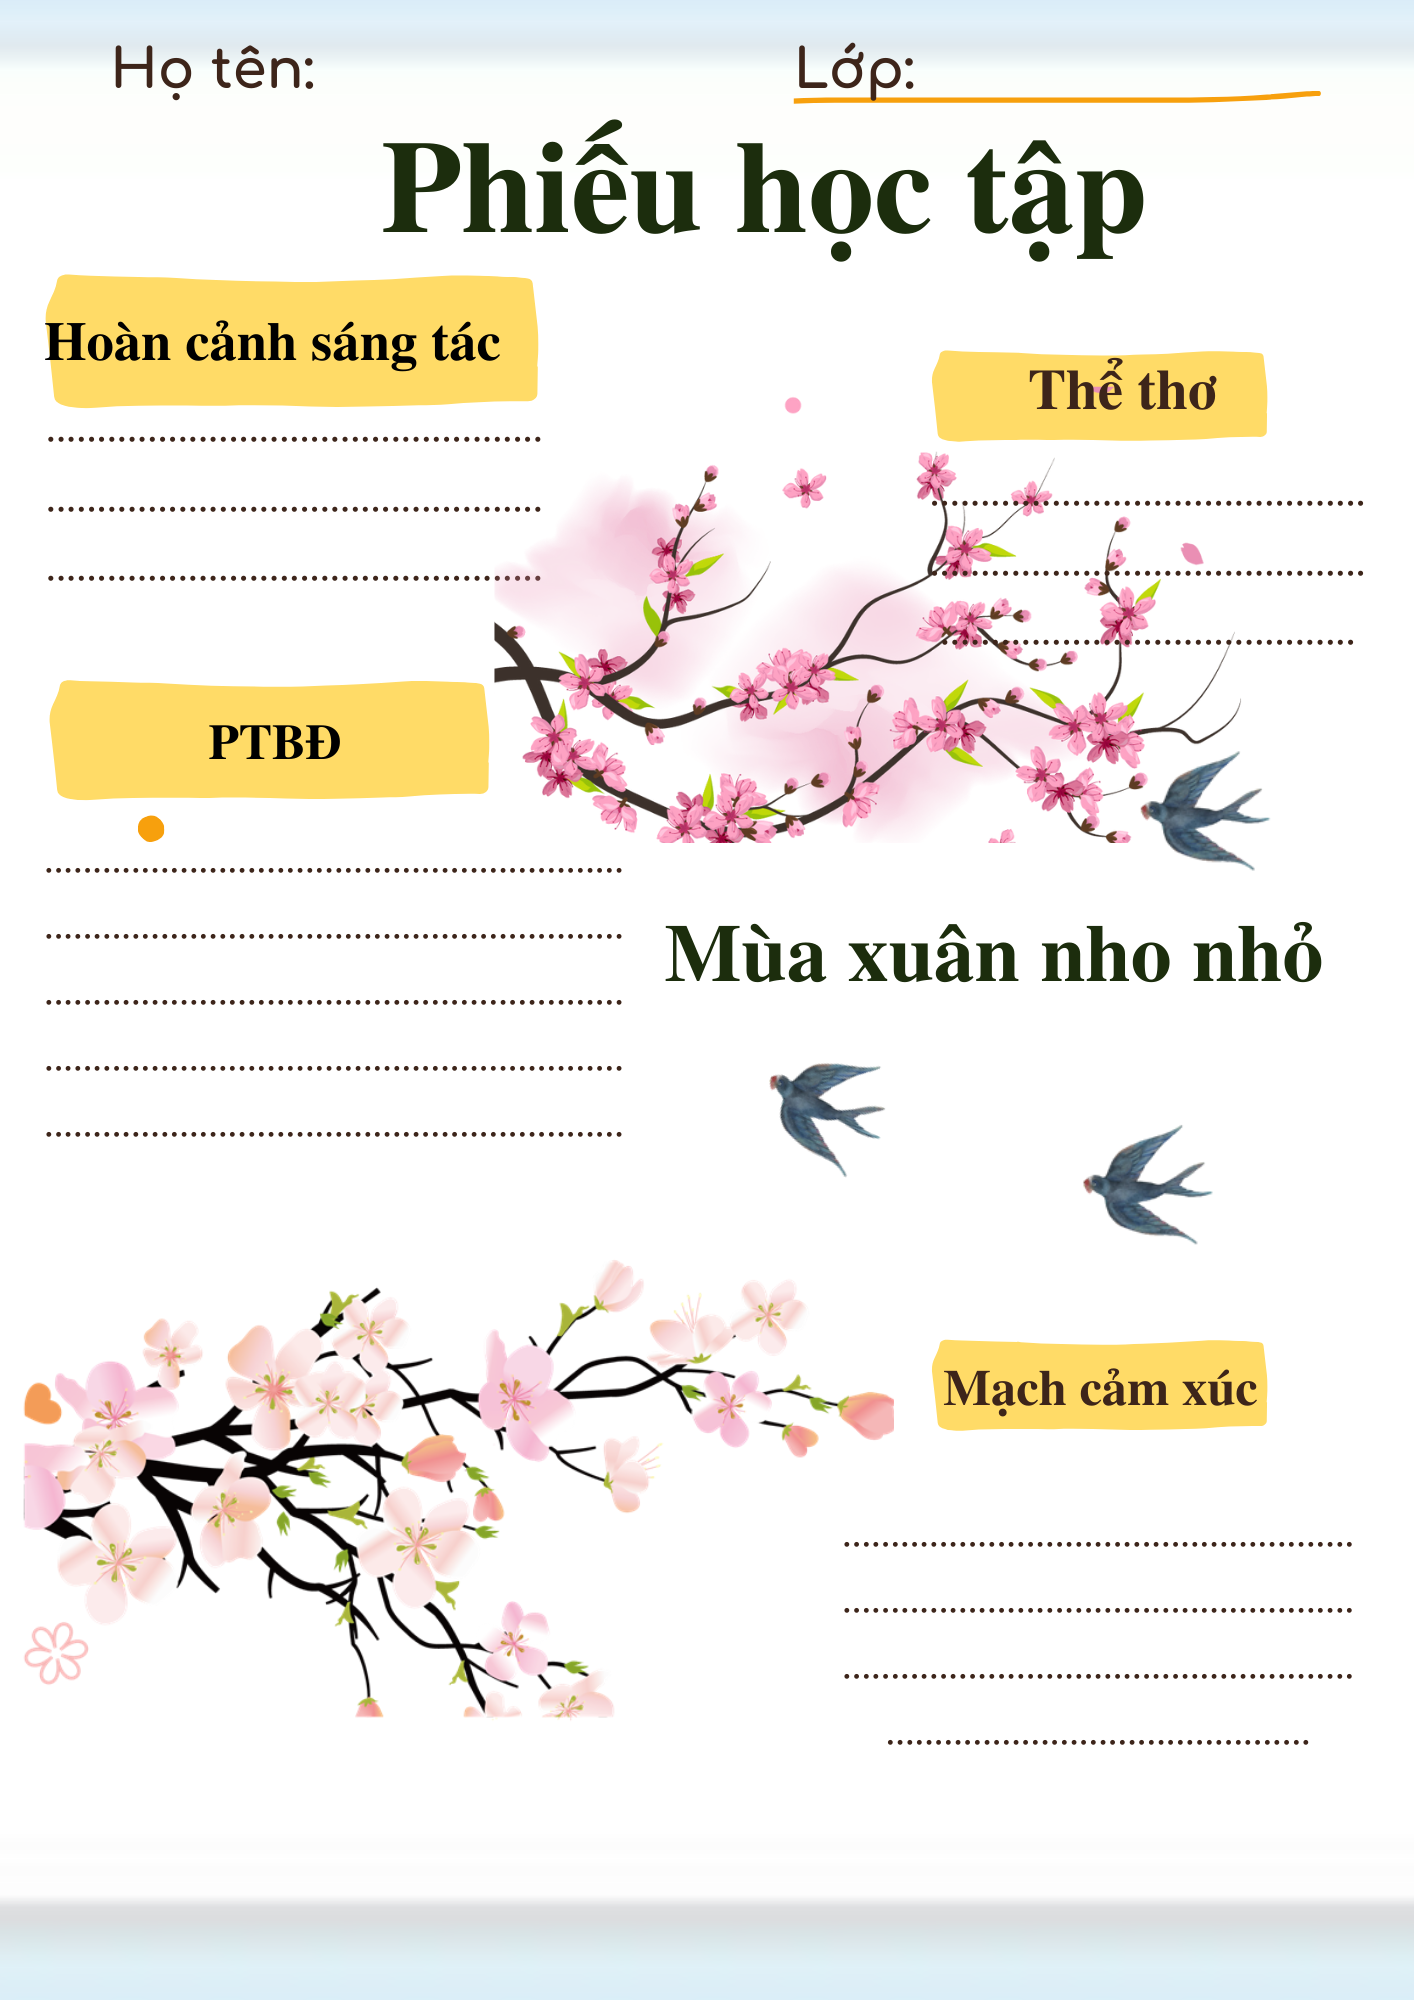 Họ tên:
Lớp:
Phiếu học tập
Hoàn cảnh sáng tác
Thể thơ
PTBĐ
Mùa xuân nho nhỏ
Mạch cảm xúc